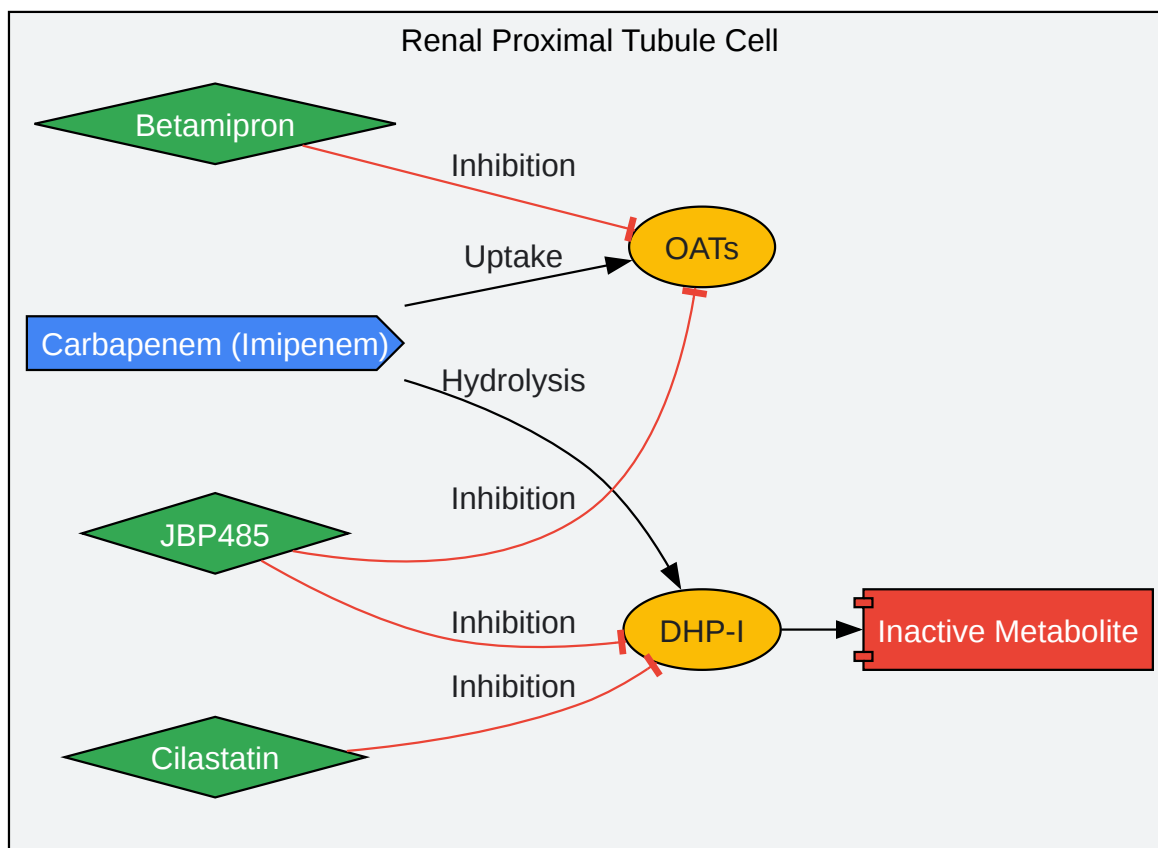 Renal Proximal Tubule Cell
Betamipron
Inhibition
OATs
Uptake
Carbapenem (Imipenem)
Hydrolysis
Inhibition
JBP485
Inhibition
DHP-I
Inactive Metabolite
Inhibition
Cilastatin